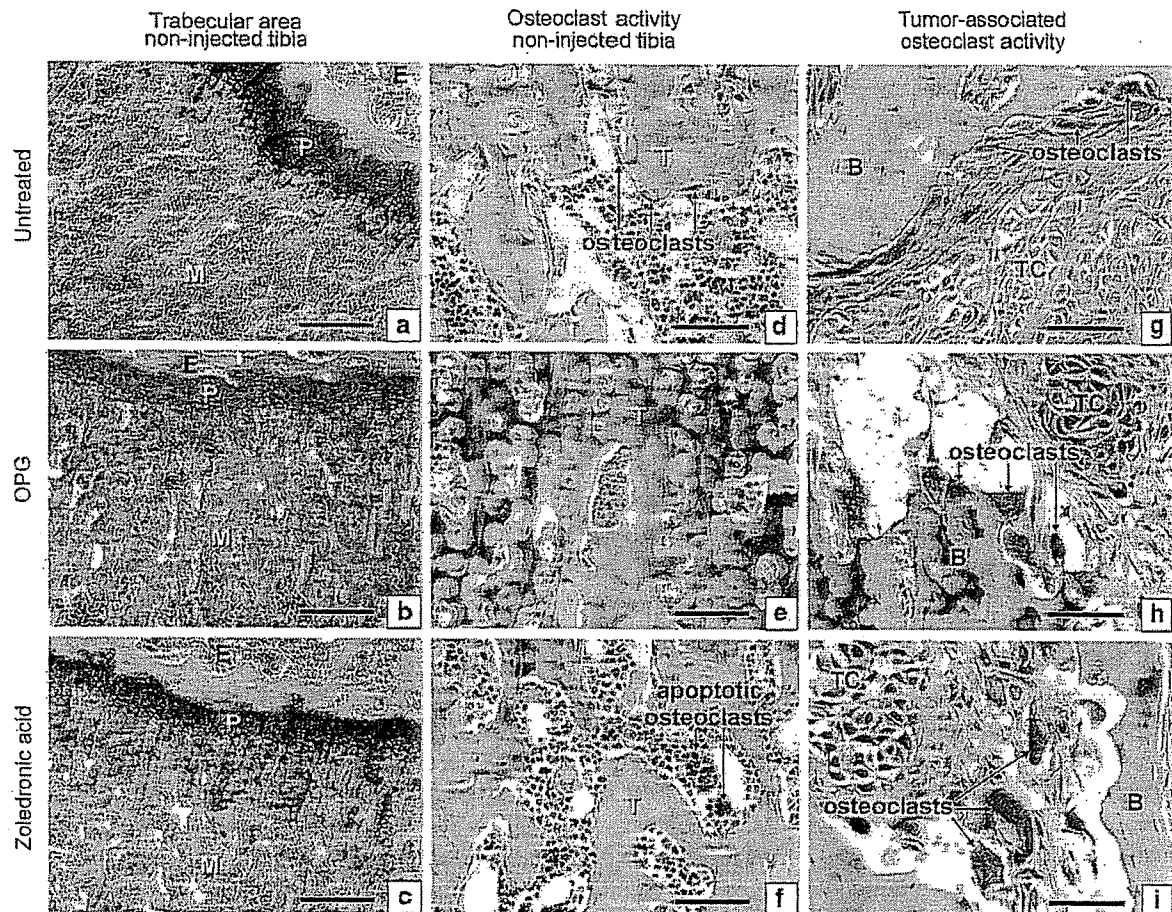 Trabecular area
non-injected tibia
Osteoclast activity
non-injected tibia
Tumor-associated
osteoclast activity
Untreated
E
P
M
a
T
osteoclasts
d
B
osteoclasts
TC
g
OPG
E
P
M
b
T
e
TC
osteoclasts
B
h
Zoledronic acid
E
P
M
c
apoptotic
osteoclasts
T
f
TC
osteoclasts
B
i